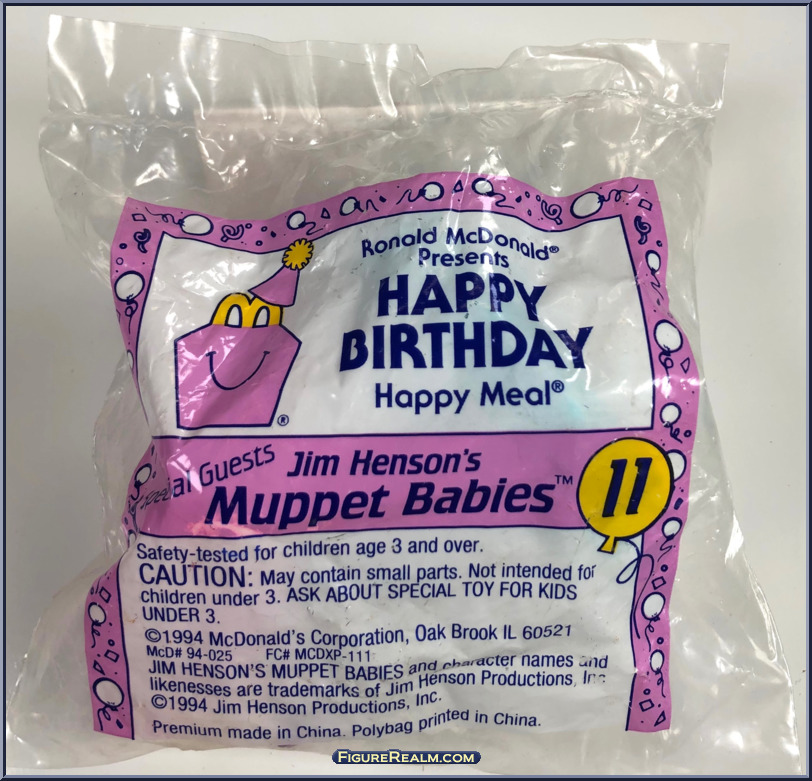 Ronald McDonald®
Presents
HAPPY
BIRTHDAY
Happy Meal®
®
Special Guests Jim Henson's
Muppet Babies™
11
Safety-tested for children age 3 and over.
CAUTION: May contain small parts. Not intended for
children under 3. ASK ABOUT SPECIAL TOY FOR KIDS
UNDER 3.
©1994 McDonald's Corporation, Oak Brook IL 60521
McD# 94-025 FC# MCDXP-111
JIM HENSON'S MUPPET BABIES and character names and
likenesses are trademarks of Jim Henson Productions, Inc.
©1994 Jim Henson Productions, Inc.
Premium made in China. Polybag printed in China.
FIGUREREALM.COM